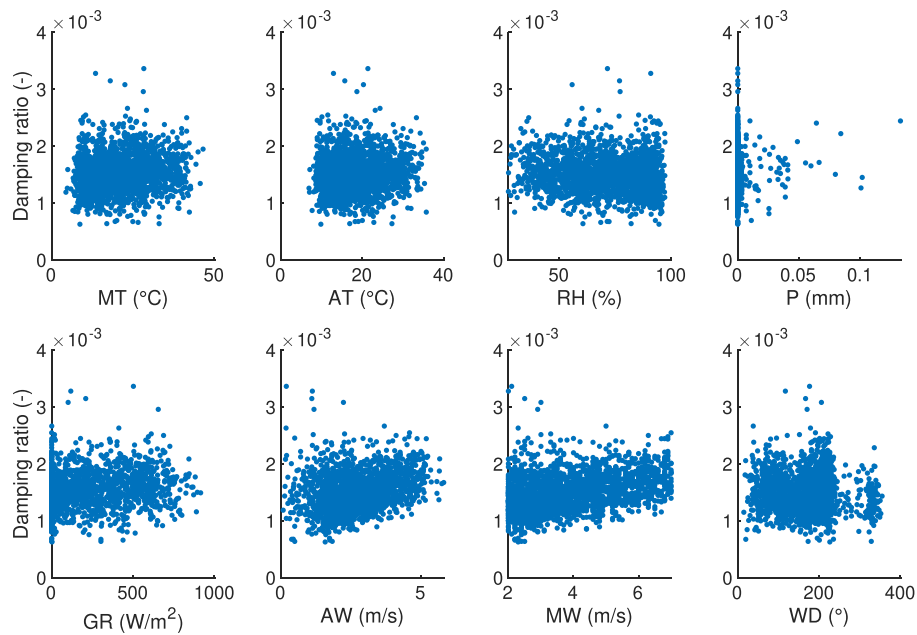 × 10⁻³ × 10⁻³ × 10⁻³ × 10⁻³
4 4 4 4
3 3 3 3
2 2 2 2
1 1 1 1
0 0 0 0
Damping ratio (-)
0 50 0 20 40 50 100 0 0.05 0.1
MT (°C) AT (°C) RH (%) P (mm)
× 10⁻³ × 10⁻³ × 10⁻³ × 10⁻³
4 4 4 4
3 3 3 3
2 2 2 2
1 1 1 1
0 0 0 0
Damping ratio (-)
0 500 1000 0 5 2 4 6 0 200 400
GR (W/m²) AW (m/s) MW (m/s) WD (°)